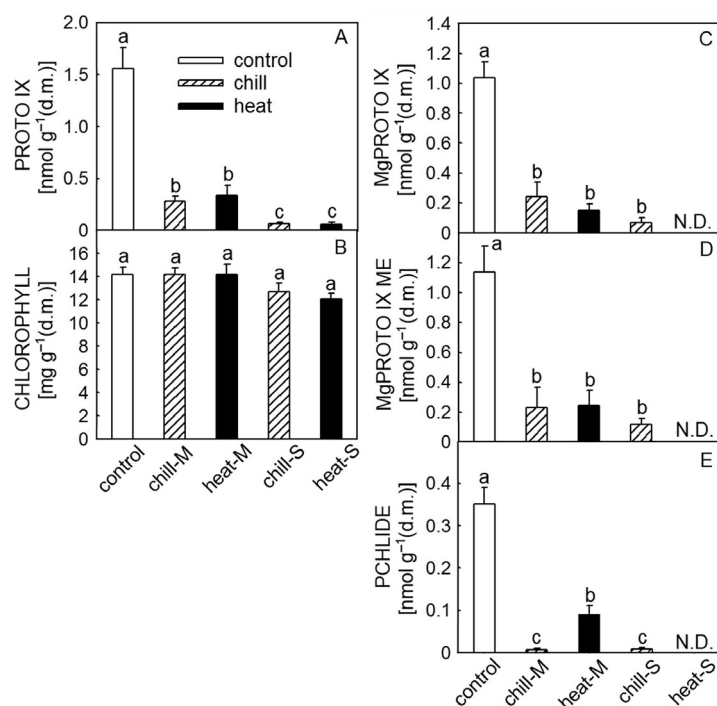 A
control
chill
heat
PROTO IX
[nmol g⁻¹(d.m.)]
2.0
1.5
1.0
0.5
0
a
b
b
c
c
B
CHLOROPHYLL
[mg g⁻¹(d.m.)]
16
14
12
10
8
6
4
2
0
a
a
a
a
a
control
chill-M
heat-M
chill-S
heat-S
C
MgPROTO IX
[nmol g⁻¹(d.m.)]
1.4
1.2
1.0
0.8
0.6
0.4
0.2
0
a
b
b
b
N.D.
D
MgPROTO IX ME
[nmol g⁻¹(d.m.)]
1.2
1.0
0.8
0.6
0.4
0.2
0
a
b
b
b
N.D.
E
PCHLIDE
[nmol g⁻¹(d.m.)]
0.4
0.3
0.2
0.1
0
a
c
b
c
N.D.
control
chill-M
heat-M
chill-S
heat-S